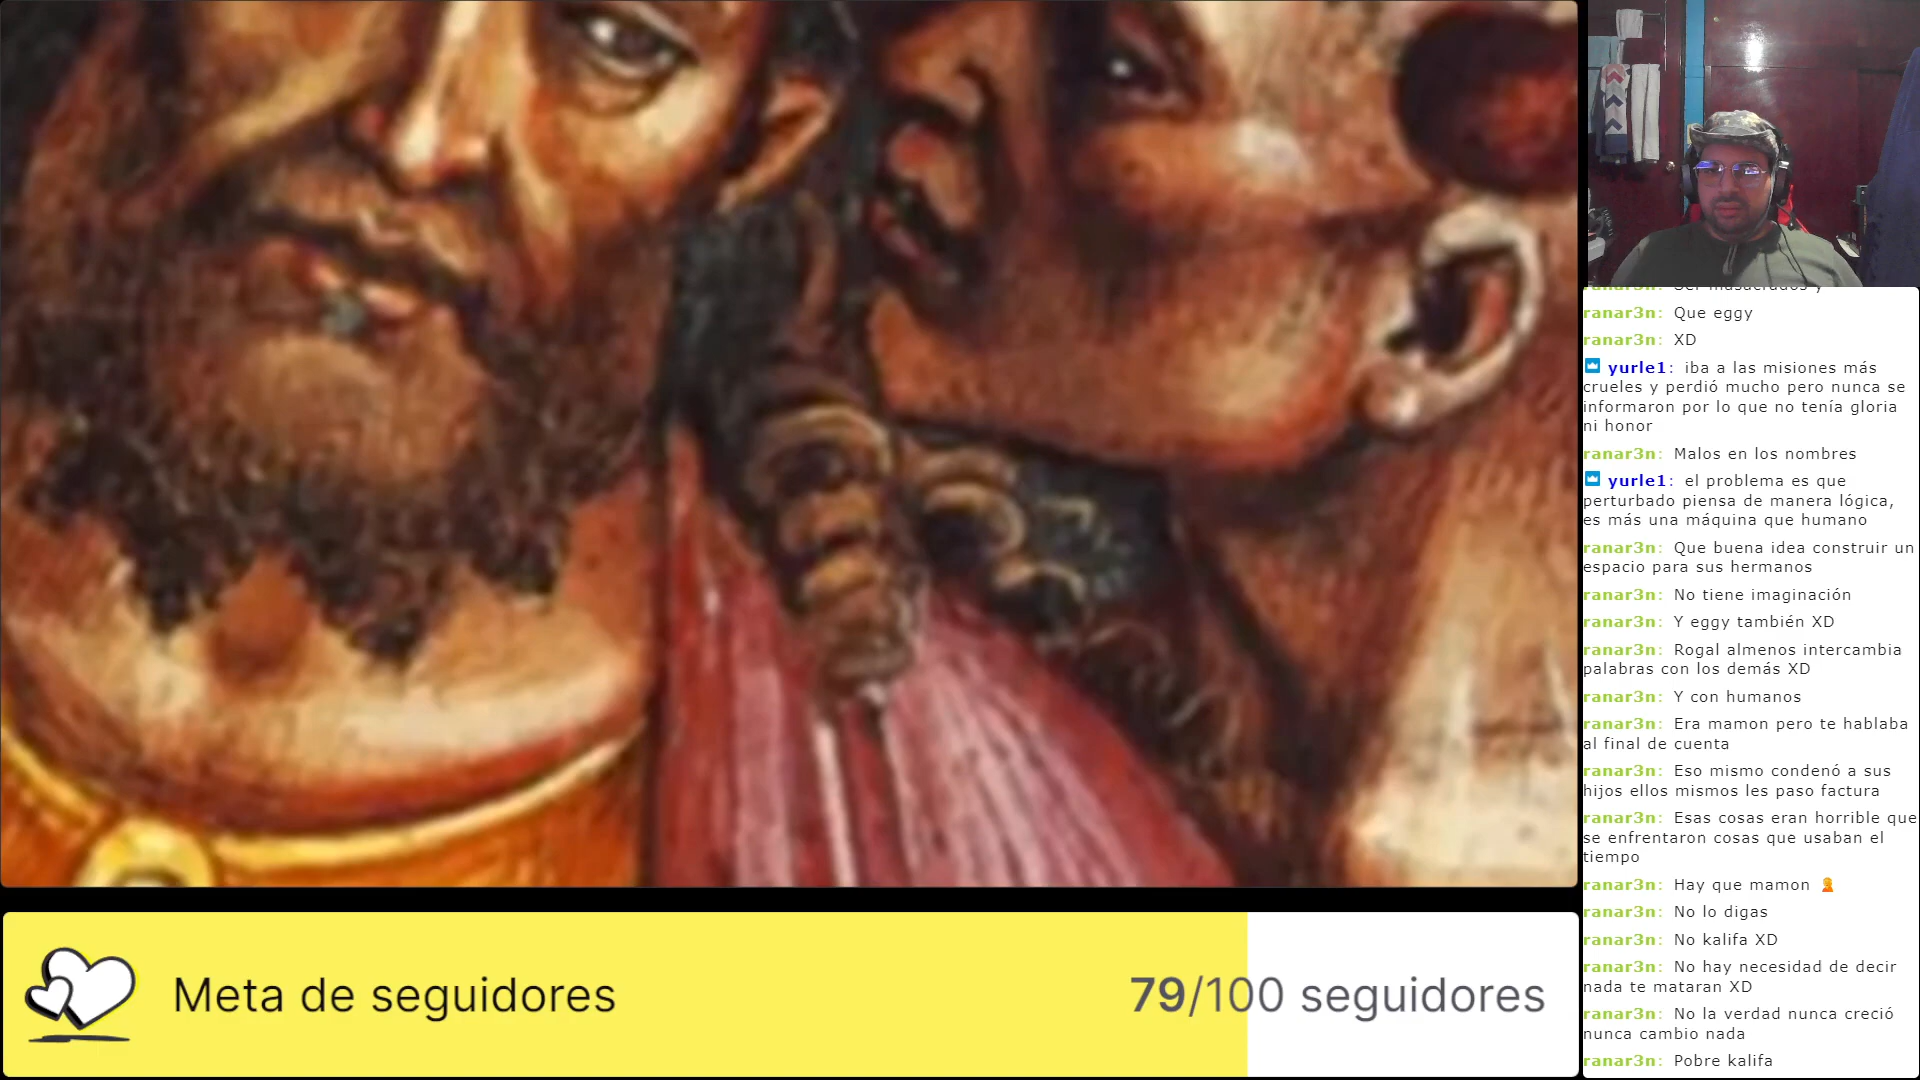 ranar3n: Que eggy
ranar3n: XD
yurle1: iba a las misiones más
crueles y perdió mucho pero nunca se
informaron por lo que no tenía gloria
ni honor
ranar3n: Malos en los nombres
yurle1: el problema es que
perturbado piensa de manera lógica,
es más una máquina que humano
ranar3n: Que buena idea construir un
espacio para sus hermanos
ranar3n: No tiene imaginación
ranar3n: Y eggy también XD
ranar3n: Rogal almenos intercambia
palabras con los demás XD
ranar3n: Y con humanos
ranar3n: Era mamon pero te hablaba
al final de cuenta
ranar3n: Eso mismo condenó a sus
hijos ellos mismos les paso factura
ranar3n: Esas cosas eran horrible que
se enfrentaron cosas que usaban el
tiempo
ranar3n: Hay que mamon
ranar3n: No lo digas
ranar3n: No kalifa XD
ranar3n: No hay necesidad de decir
nada te mataran XD
ranar3n: No la verdad nunca creció
nunca cambio nada
ranar3n: Pobre kalifa
Meta de seguidores
79/100 seguidores